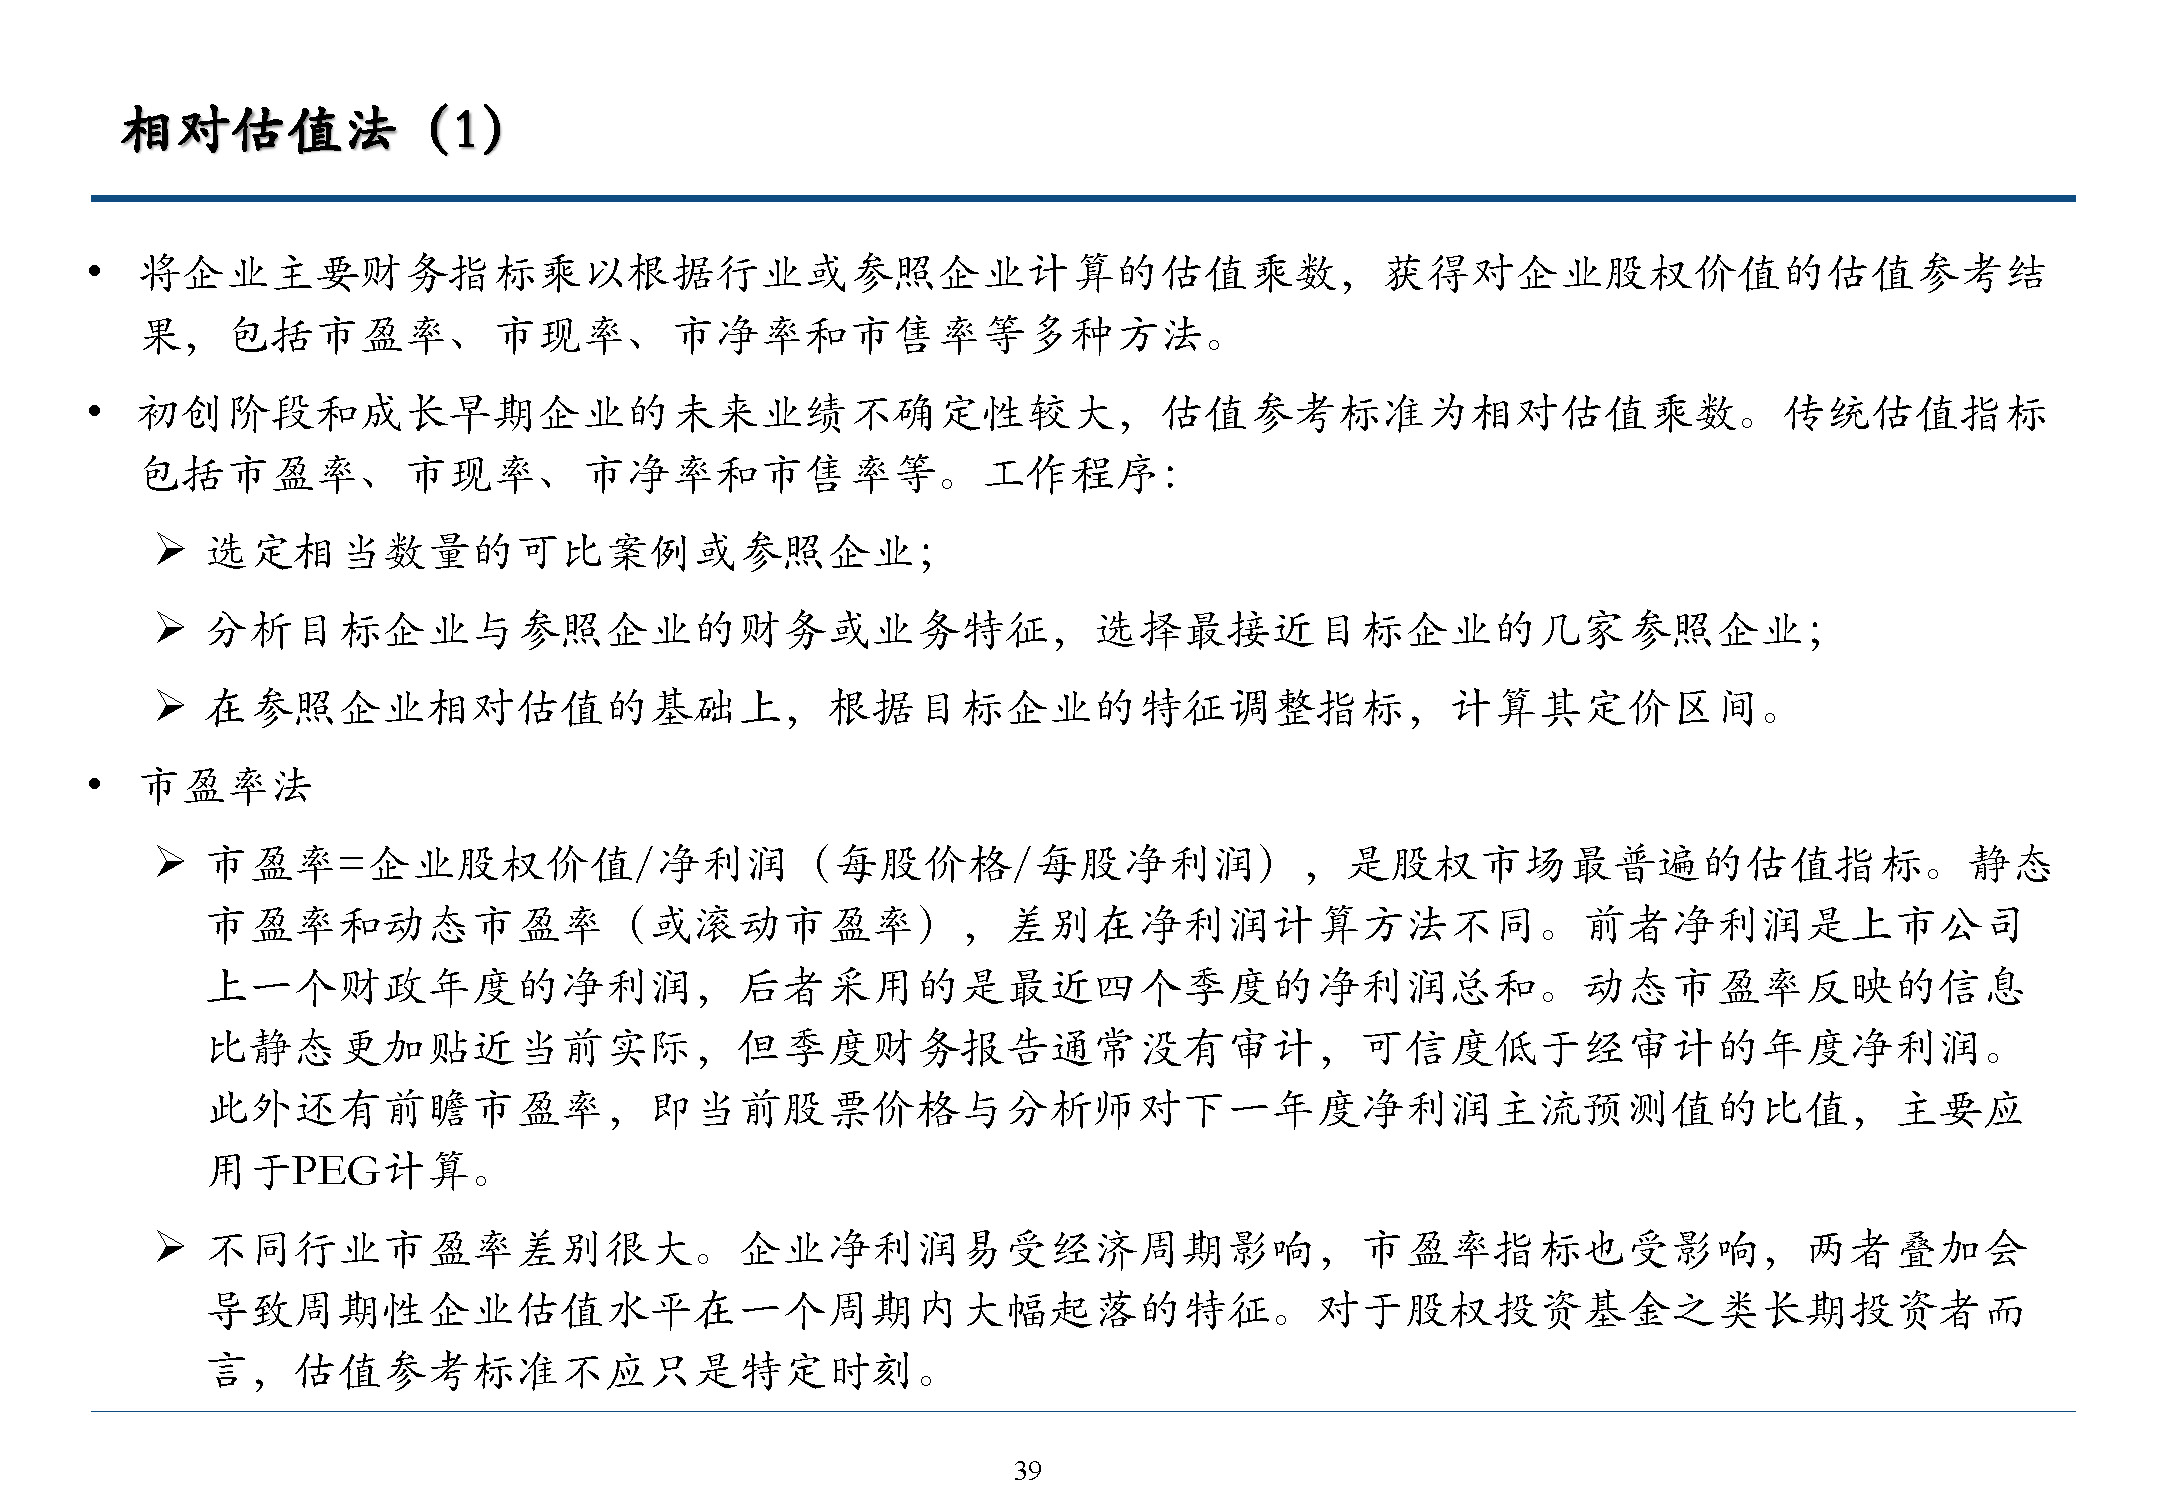 相对估值法（1）
• 将企业主要财务指标乘以根据行业或参照企业计算的估值乘数，获得对企业股权价值的估值参考结
果，包括市盈率、市现率、市净率和市售率等多种方法。
• 初创阶段和成长早期企业的未来业绩不确定性较大，估值参考标准为相对估值乘数。传统估值指标
包括市盈率、市现率、市净率和市售率等。工作程序：
➢ 选定相当数量的可比案例或参照企业；
➢ 分析目标企业与参照企业的财务或业务特征，选择最接近目标企业的几家参照企业；
➢ 在参照企业相对估值的基础上，根据目标企业的特征调整指标，计算其定价区间。
• 市盈率法
➢ 市盈率=企业股权价值/净利润（每股价格/每股净利润），是股权市场最普遍的估值指标。静态
市盈率和动态市盈率（或滚动市盈率），差别在净利润计算方法不同。前者净利润是上市公司
上一个财政年度的净利润，后者采用的是最近四个季度的净利润总和。动态市盈率反映的信息
比静态更加贴近当前实际，但季度财务报告通常没有审计，可信度低于经审计的年度净利润。
此外还有前瞻市盈率，即当前股票价格与分析师对下一年度净利润主流预测值的比值，主要应
用于PEG计算。
➢ 不同行业市盈率差别很大。企业净利润易受经济周期影响，市盈率指标也受影响，两者叠加会
导致周期性企业估值水平在一个周期内大幅起落的特征。对于股权投资基金之类长期投资者而
言，估值参考标准不应只是特定时刻。
39